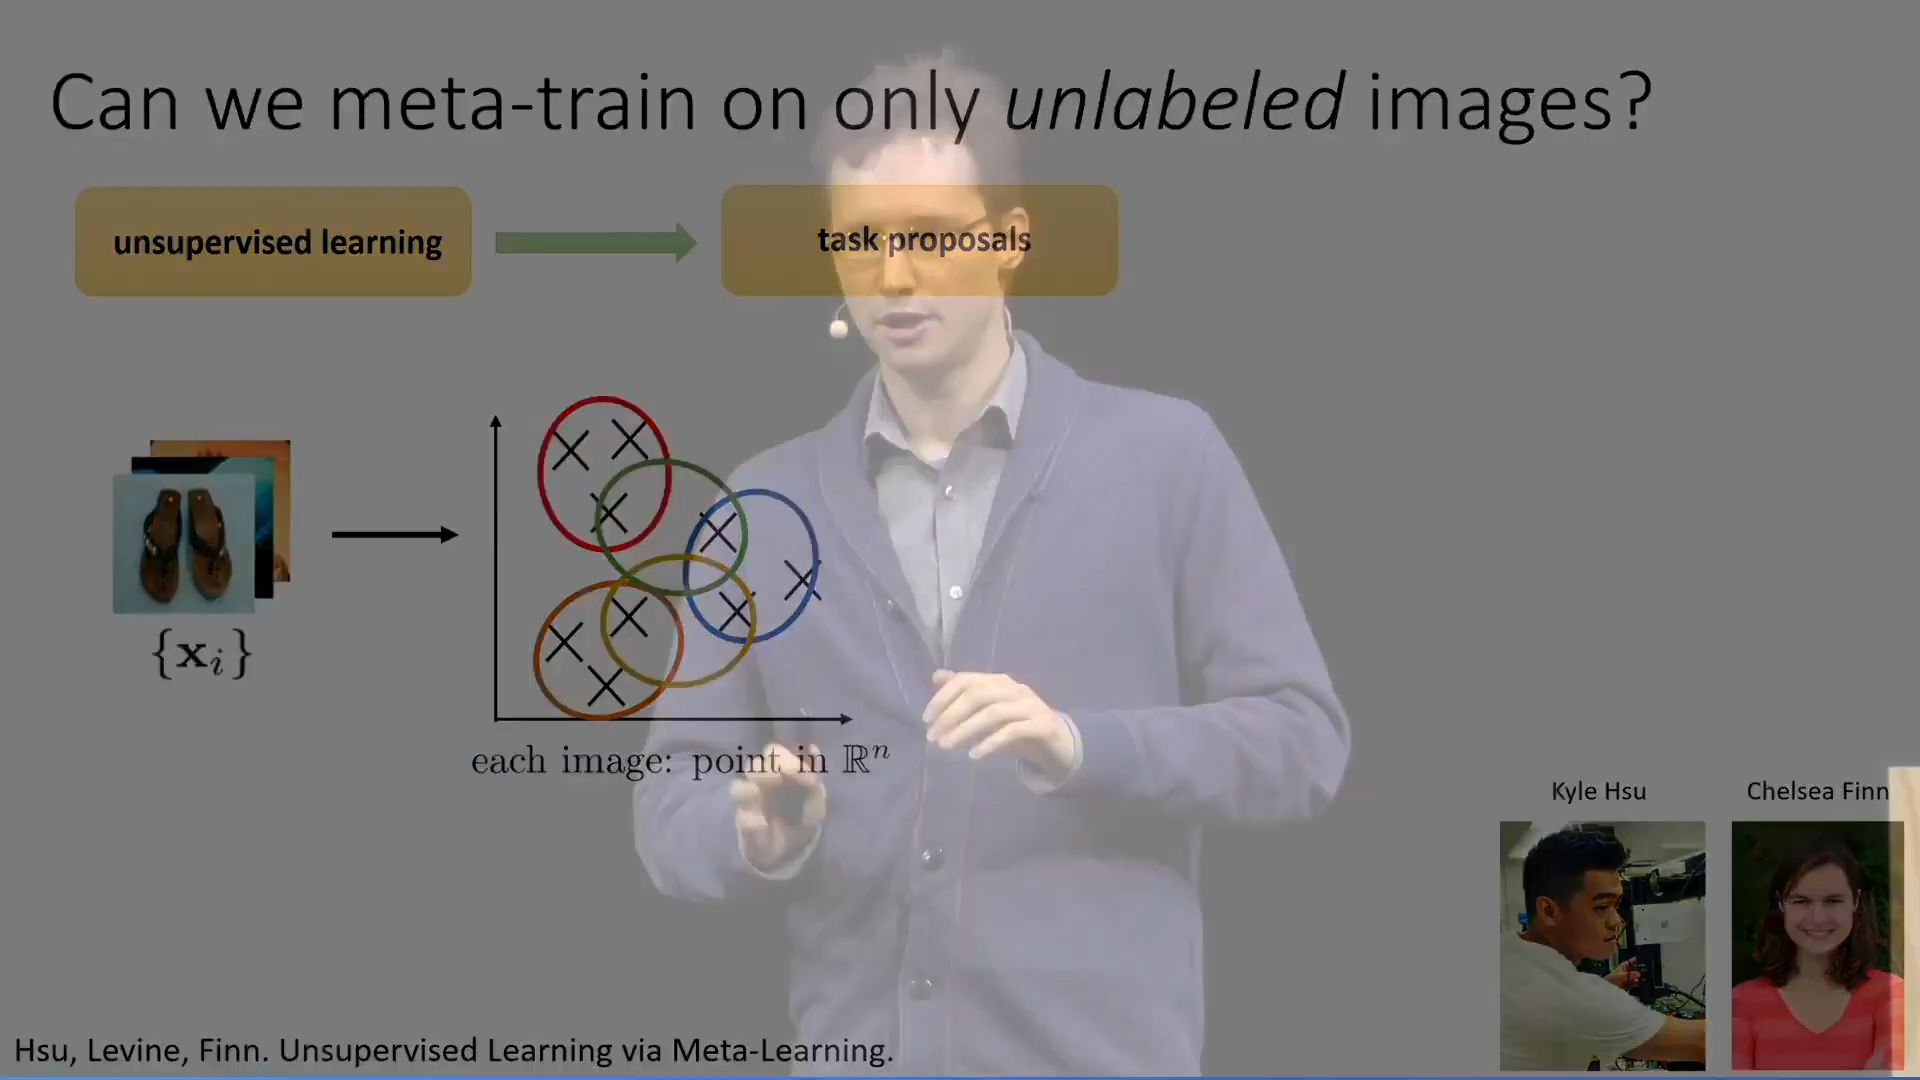 Can we meta-train on only unlabeled images?
unsupervised learning
task proposals
{x_i}
each image: point in ℝⁿ
Kyle Hsu
Chelsea Finn
Hsu, Levine, Finn. Unsupervised Learning via Meta-Learning.